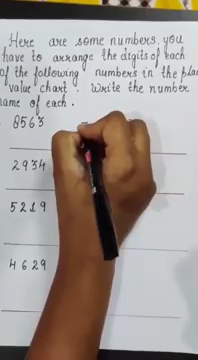 Here are some numbers, you
have to arrange the digits of each
of the following numbers in the
value chart. Write the number
name of each.
8563
2934
5219
4629